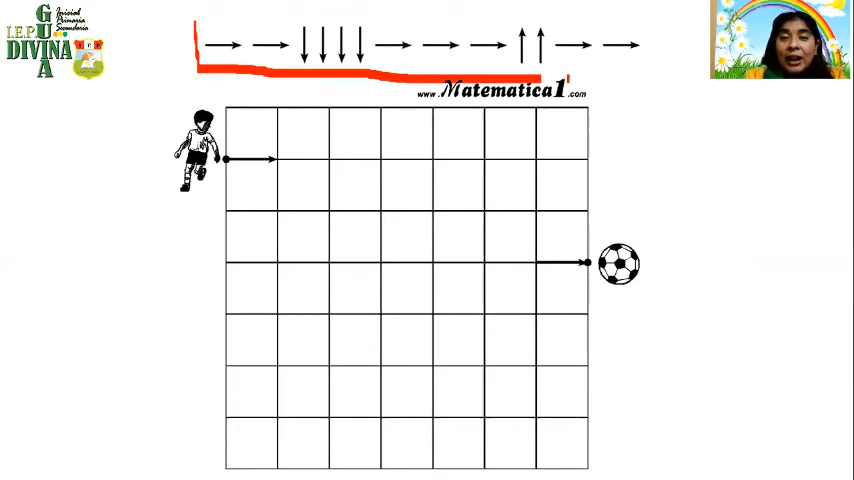 GUIA
I.E.P.
DIVINA
Inicial
Primaria
Secundaria
I E P
www.Matematica1.com